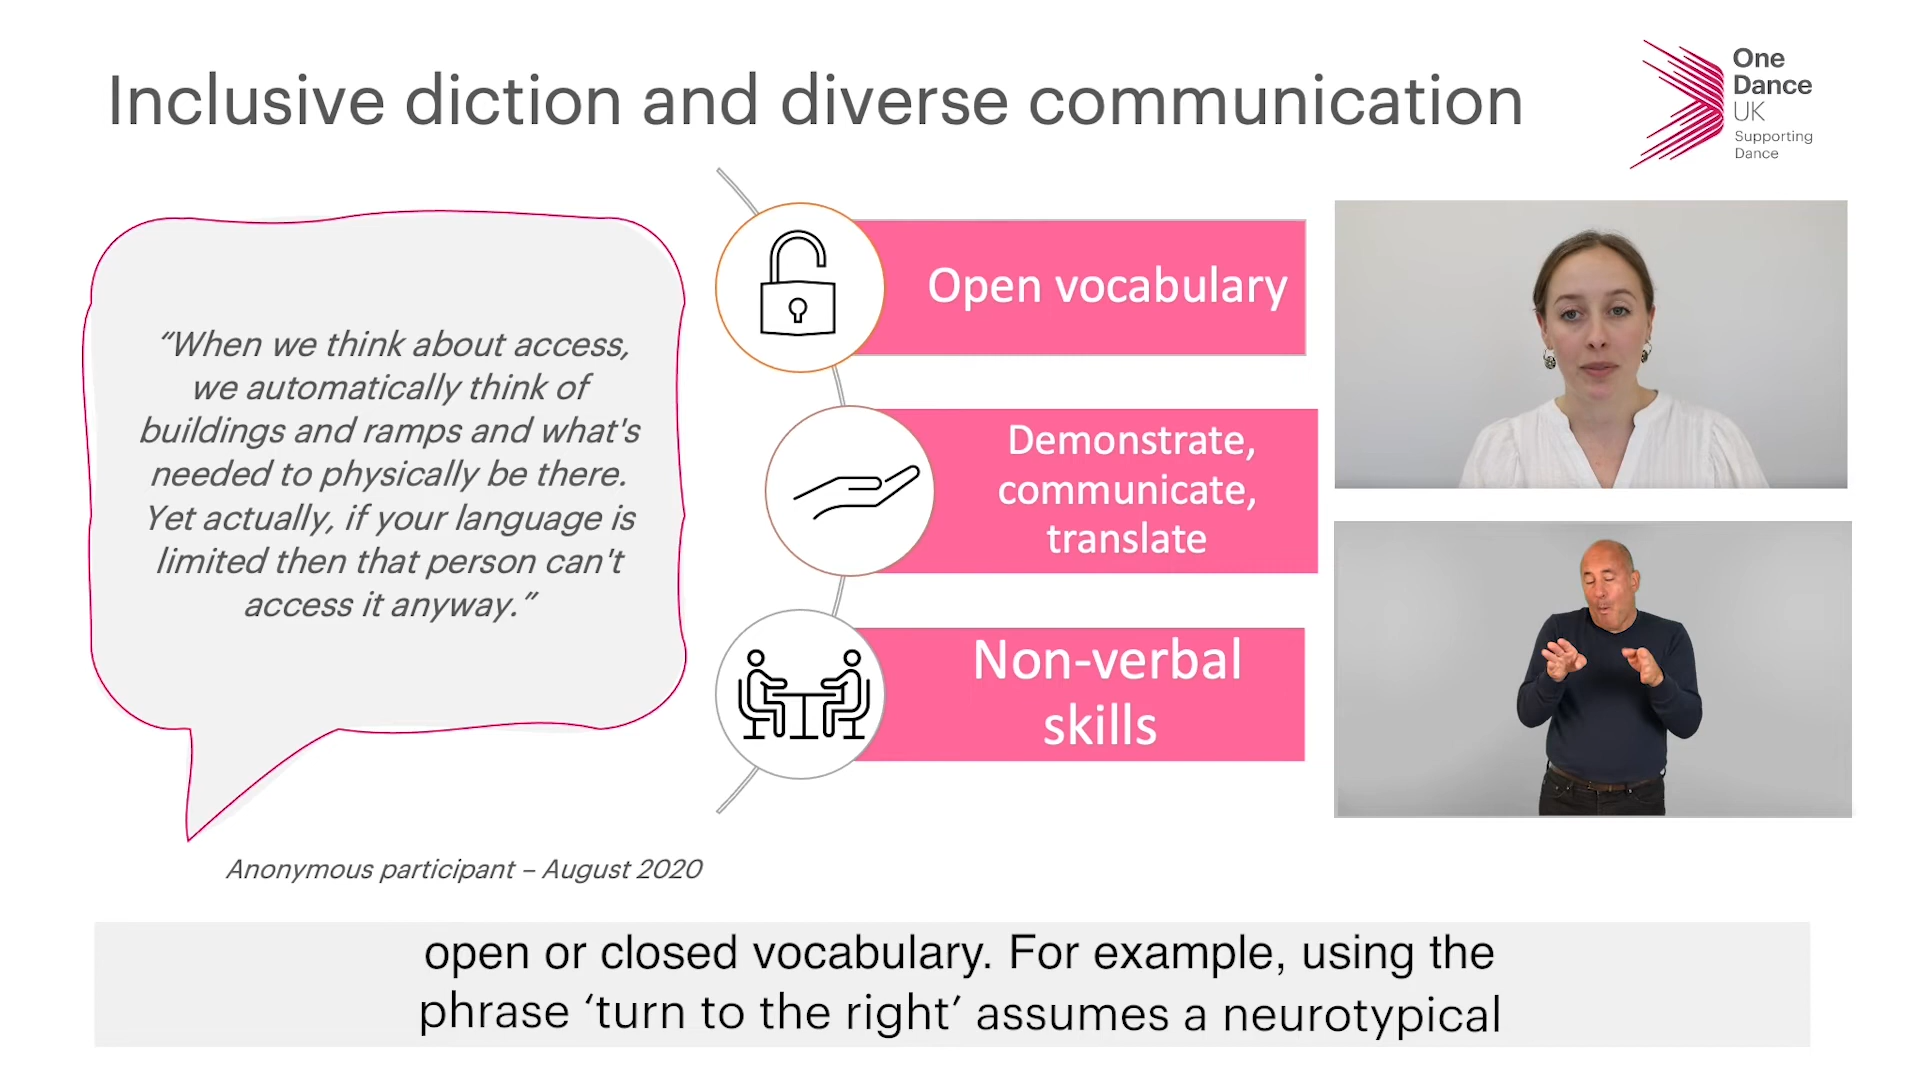 Inclusive diction and diverse communication
One
Dance
UK
Supporting
Dance
“When we think about access,
we automatically think of
buildings and ramps and what's
needed to physically be there.
Yet actually, if your language is
limited then that person can't
access it anyway.”
Anonymous participant – August 2020
Open vocabulary
Demonstrate,
communicate,
translate
Non-verbal
skills
open or closed vocabulary. For example, using the
phrase ‘turn to the right’ assumes a neurotypical